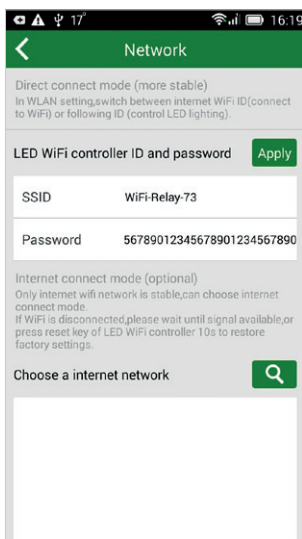 17° 16:19
Network
Direct connect mode (more stable)
In WLAN setting,switch between internet WiFi ID(connect
to WiFi) or following ID (control LED lighting).
LED WiFi controller ID and password Apply
SSID WiFi-Relay-73
Password 56789012345678901234567890
Internet connect mode (optional)
Only internet wifi network is stable,can choose internet
connect mode.
If WiFi is disconnected,please wait until signal available,or
press reset key of LED WiFi controller 10s to restore
factory settings.
Choose a internet network